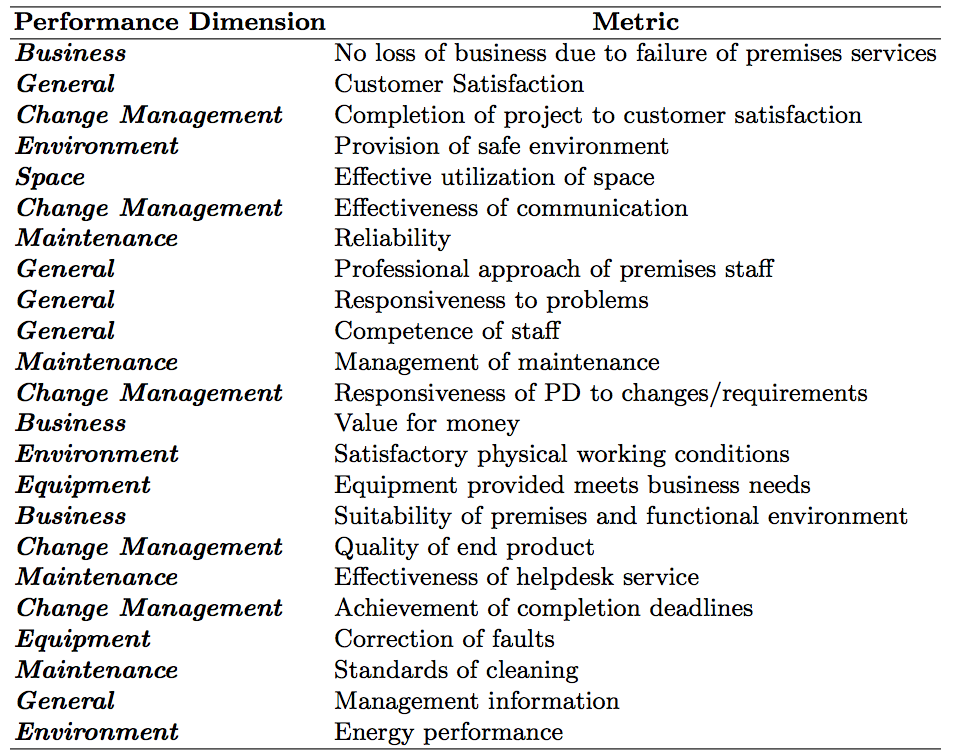 Performance Dimension Metric
Business No loss of business due to failure of premises services
General Customer Satisfaction
Change Management Completion of project to customer satisfaction
Environment Provision of safe environment
Space Effective utilization of space
Change Management Effectiveness of communication
Maintenance Reliability
General Professional approach of premises staff
General Responsiveness to problems
General Competence of staff
Maintenance Management of maintenance
Change Management Responsiveness of PD to changes/requirements
Business Value for money
Environment Satisfactory physical working conditions
Equipment Equipment provided meets business needs
Business Suitability of premises and functional environment
Change Management Quality of end product
Maintenance Effectiveness of helpdesk service
Change Management Achievement of completion deadlines
Equipment Correction of faults
Maintenance Standards of cleaning
General Management information
Environment Energy performance